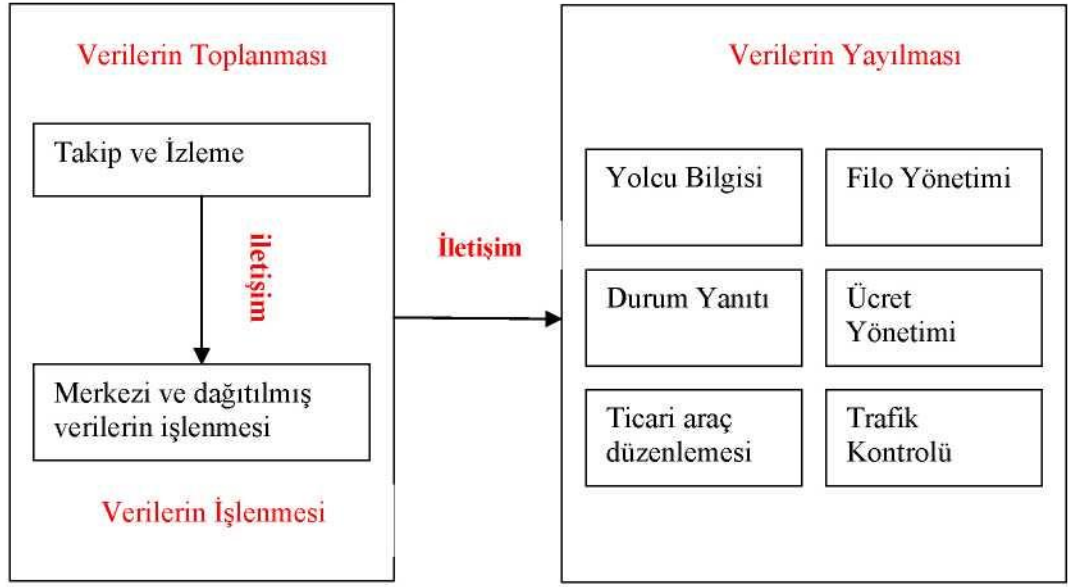 Verilerin Toplanması
Takip ve İzleme
iletişim
Merkezi ve dağıtılmış
verilerin işlenmesi
Verilerin İşlenmesi
İletişim
Verilerin Yayılması
Yolcu Bilgisi
Filo Yönetimi
Durum Yanıtı
Ücret
Yönetimi
Ticari araç
düzenlemesi
Trafik
Kontrolü